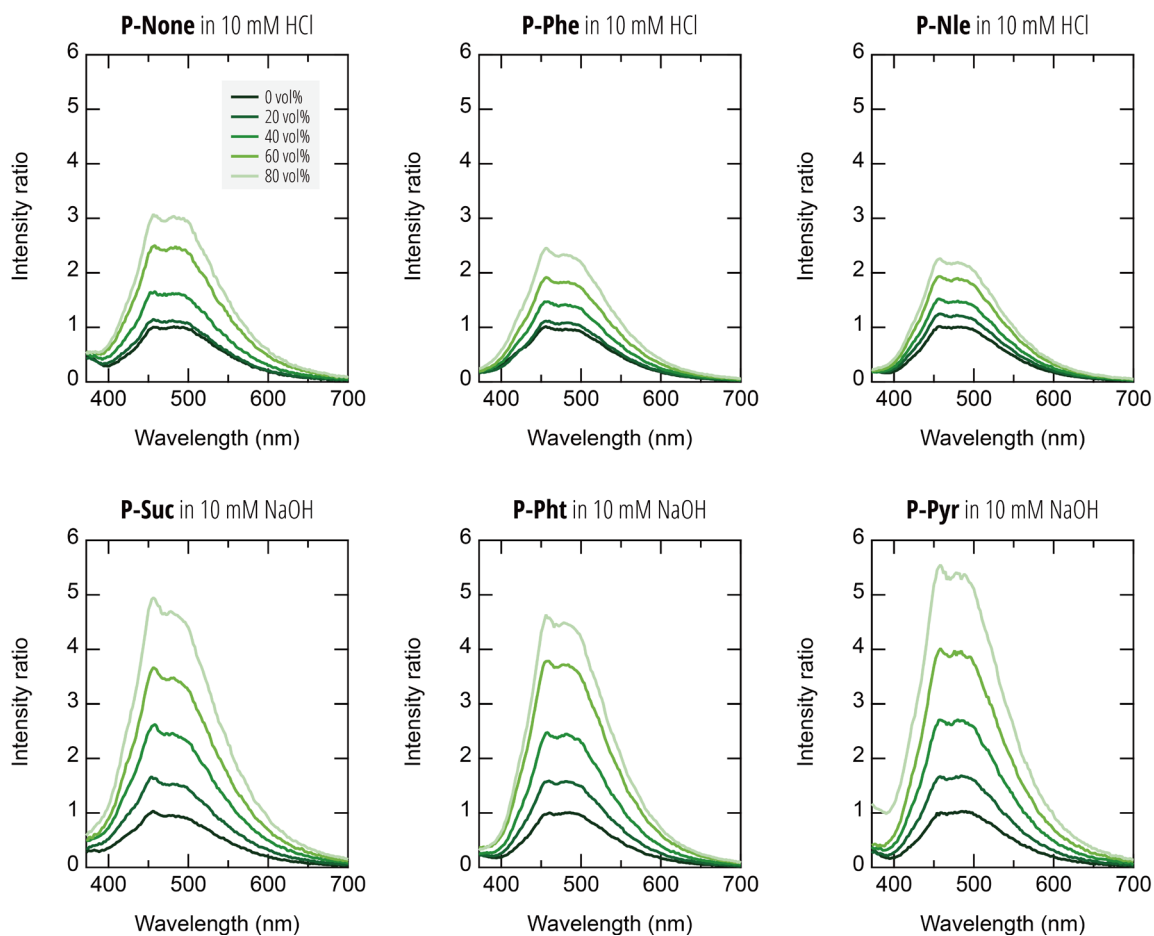 P-None in 10 mM HCl
P-Phe in 10 mM HCl
P-Nle in 10 mM HCl
6
5
4
3
2
1
0
Intensity ratio
0 vol%
20 vol%
40 vol%
60 vol%
80 vol%
400 500 600 700
Wavelength (nm)
6
5
4
3
2
1
0
Intensity ratio
400 500 600 700
Wavelength (nm)
6
5
4
3
2
1
0
Intensity ratio
400 500 600 700
Wavelength (nm)
P-Suc in 10 mM NaOH
P-Pht in 10 mM NaOH
P-Pyr in 10 mM NaOH
6
5
4
3
2
1
0
Intensity ratio
400 500 600 700
Wavelength (nm)
6
5
4
3
2
1
0
Intensity ratio
400 500 600 700
Wavelength (nm)
6
5
4
3
2
1
0
Intensity ratio
400 500 600 700
Wavelength (nm)